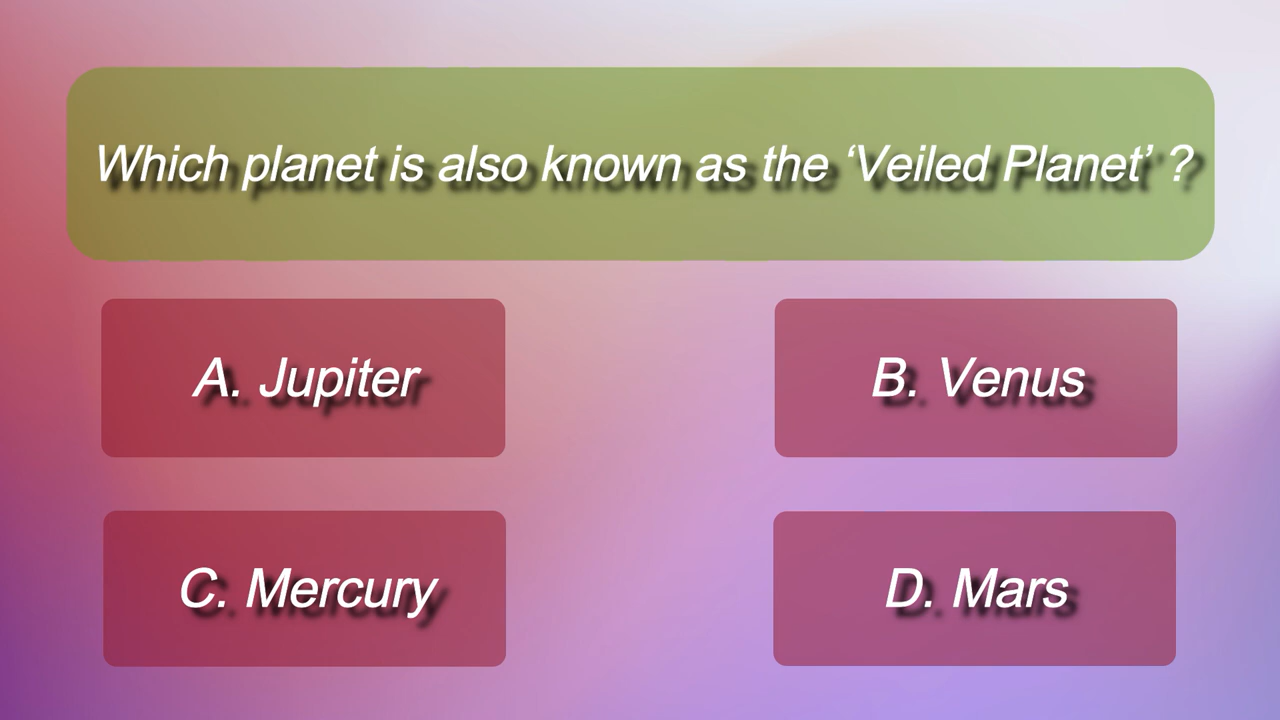 Which planet is also known as the ‘Veiled Planet’ ?
A. Jupiter
B. Venus
C. Mercury
D. Mars